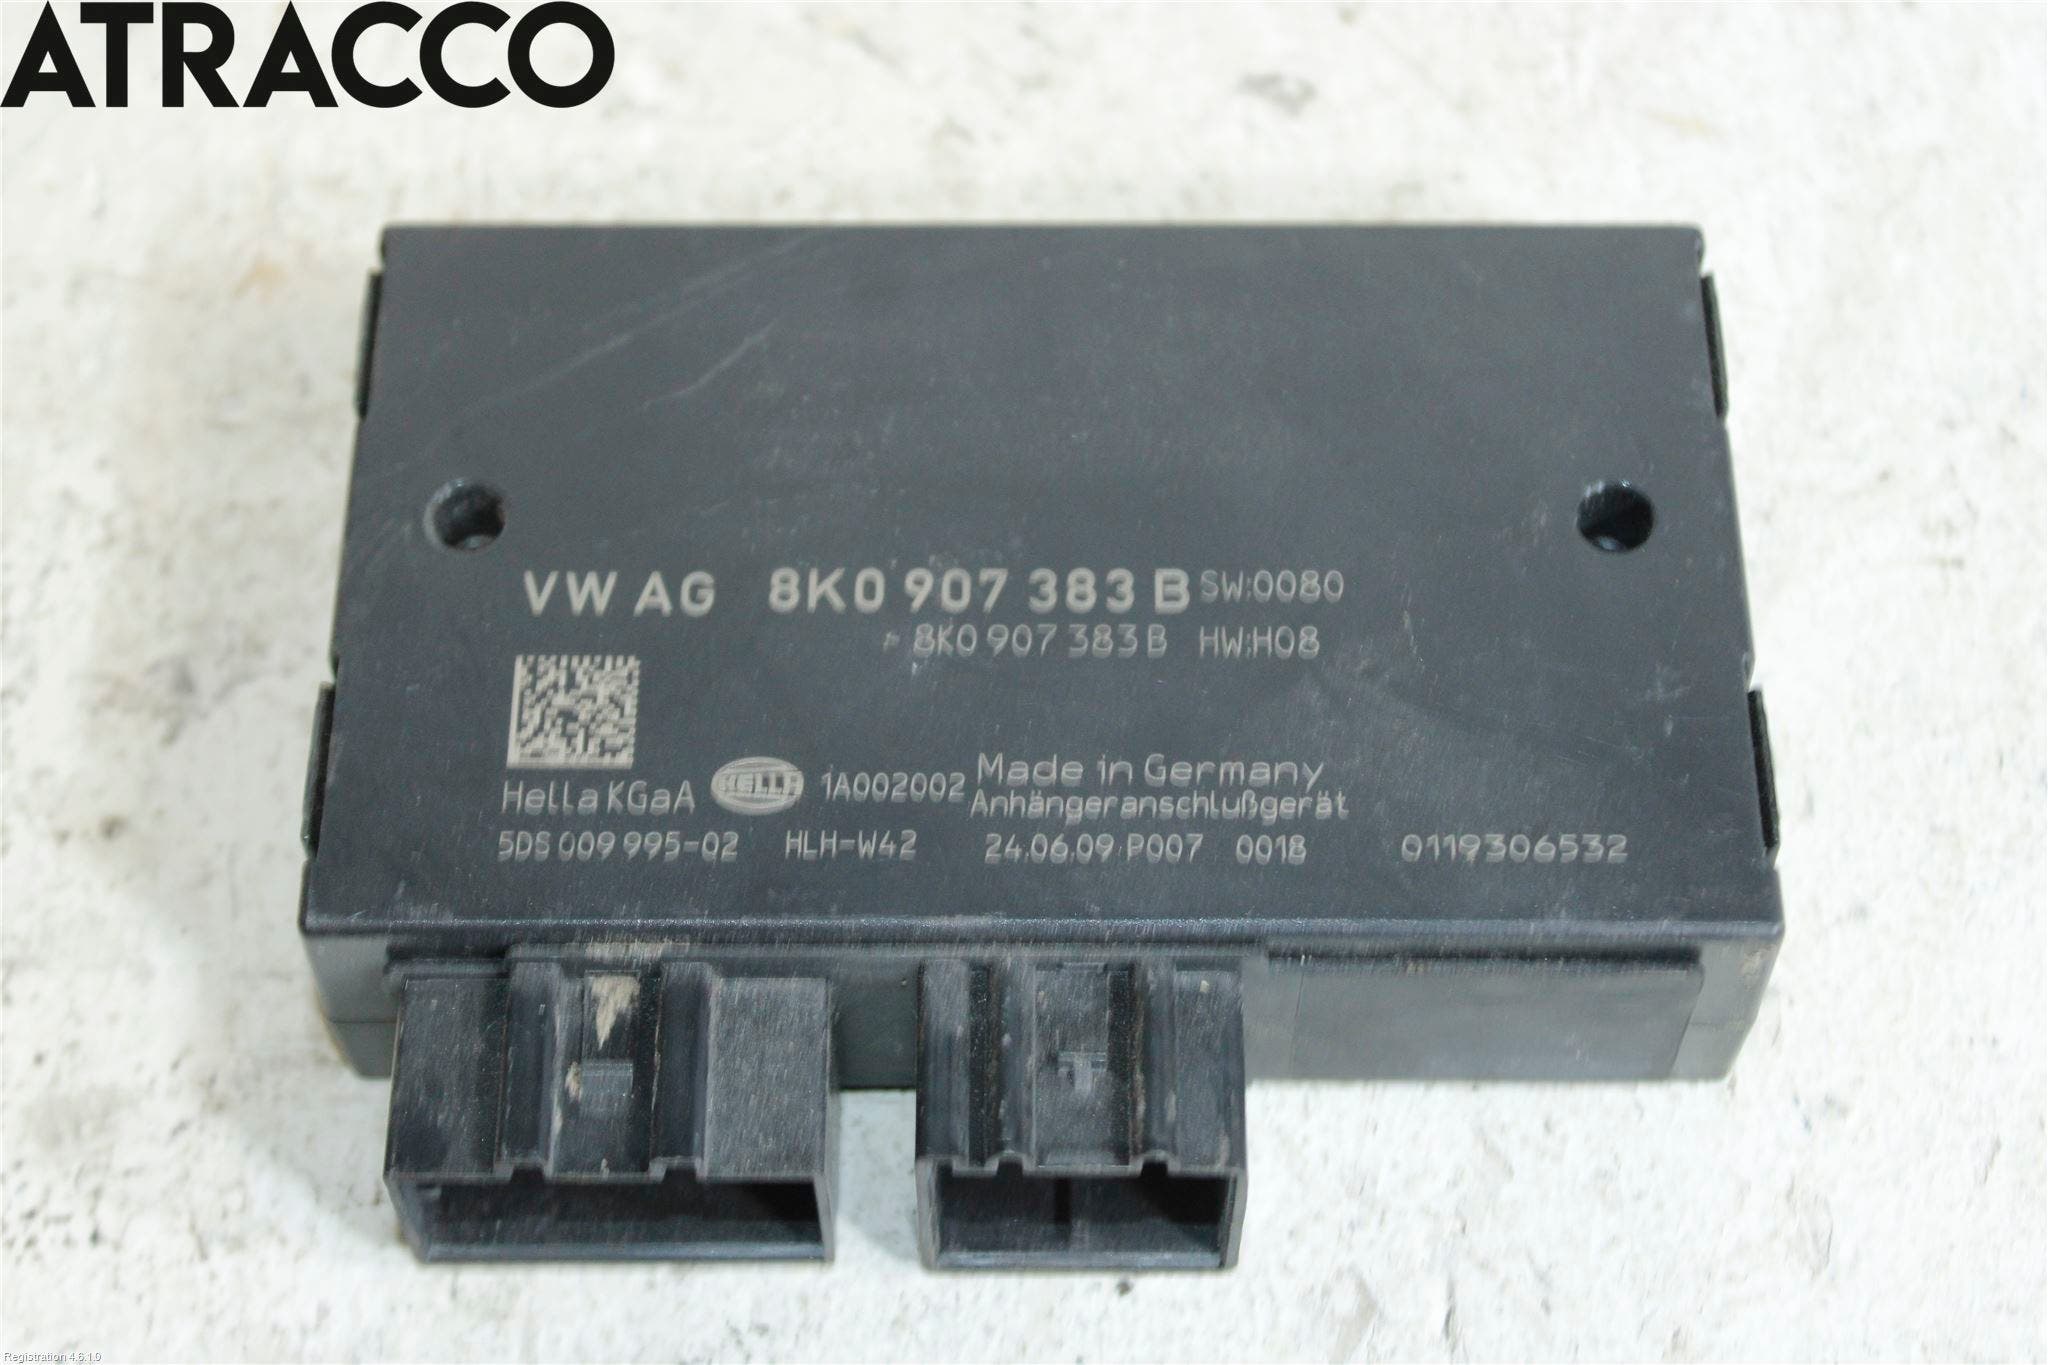 ATRACCO
VW AG 8K0 907 383 B SW:0080
8K0 907 383 B HW:H08
Hella KGaA HELLA 1A002002 Made in Germany
Anhängeranschlußgerät
5DS 009 995-02 HLH-W42 24.06.09 P007 0018 0119306532
Registration 4.6.1.0